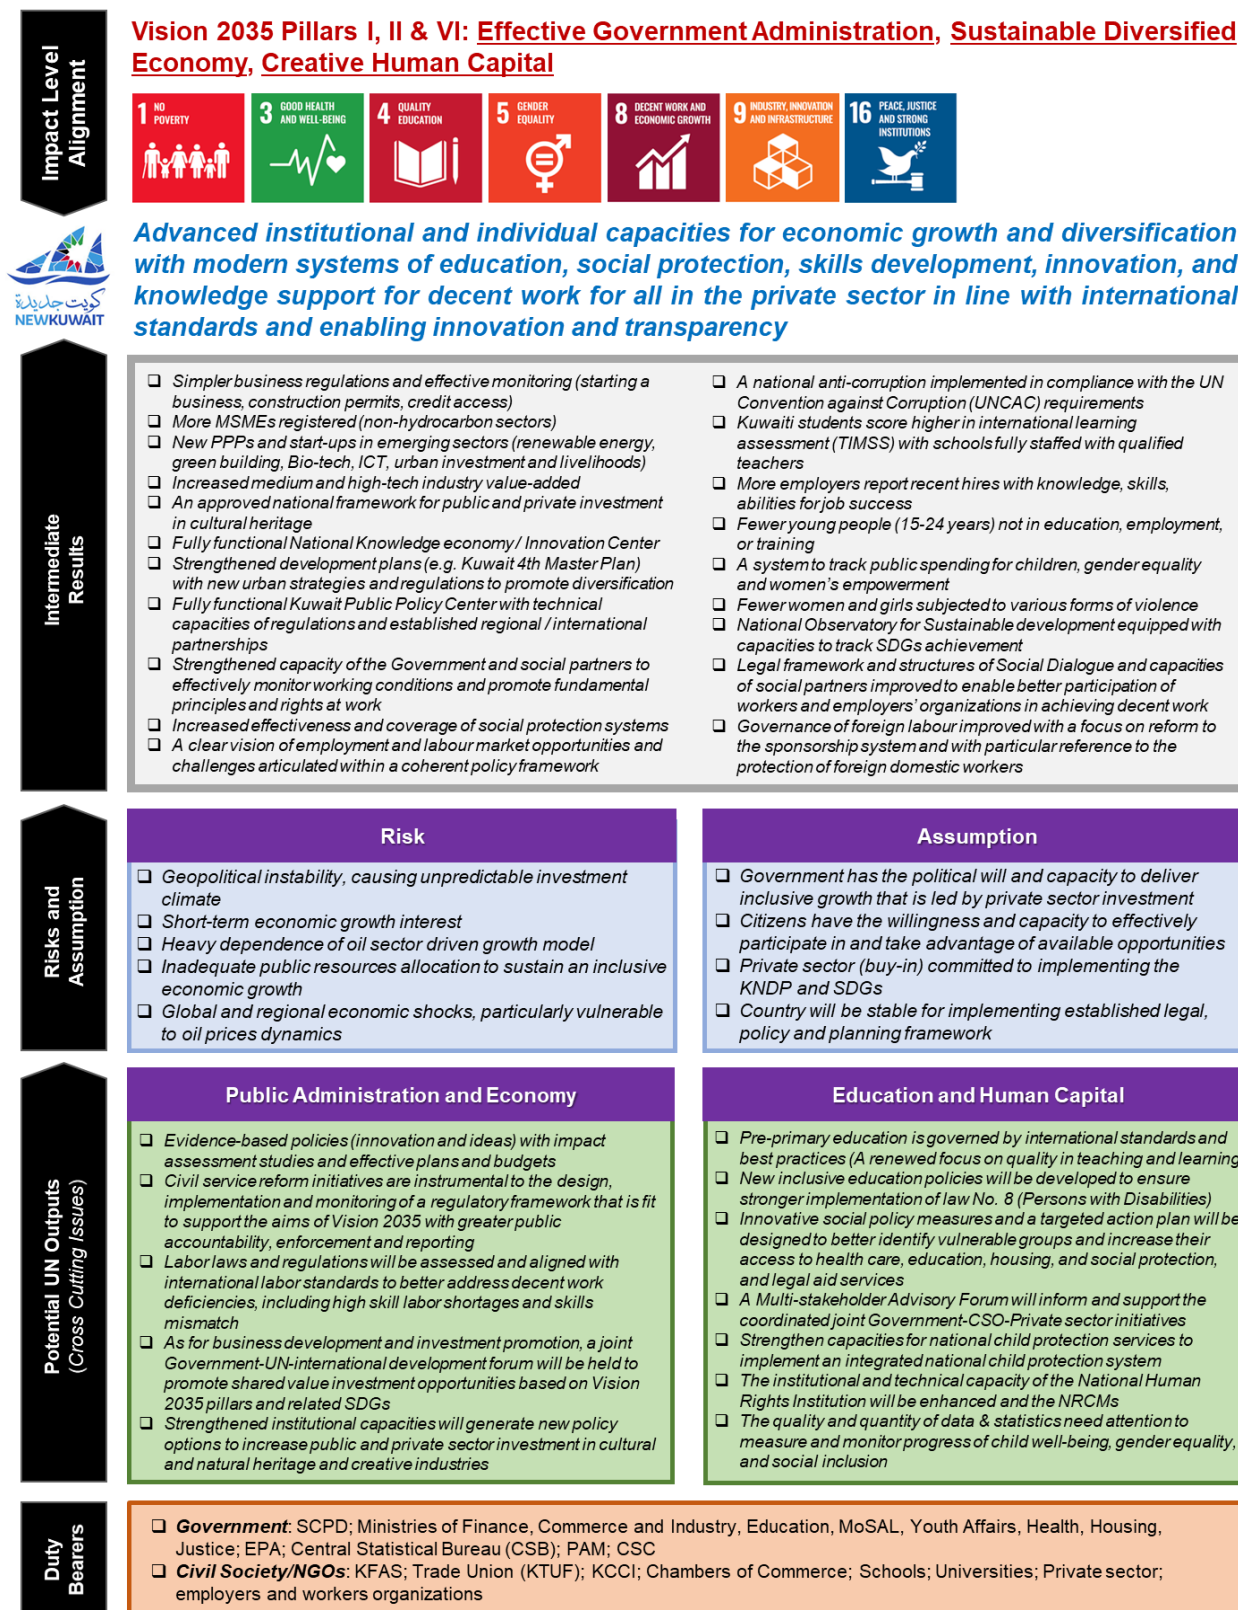 Impact Level
Alignment
Vision 2035 Pillars I, II & VI: Effective Government Administration, Sustainable Diversified
Economy, Creative Human Capital
1 NO
POVERTY
3 GOOD HEALTH
AND WELL-BEING
4 QUALITY
EDUCATION
5 GENDER
EQUALITY
8 DECENT WORK AND
ECONOMIC GROWTH
9 INDUSTRY, INNOVATION
AND INFRASTRUCTURE
16 PEACE, JUSTICE
AND STRONG
INSTITUTIONS
كويت جديدة
NEWKUWAIT
Advanced institutional and individual capacities for economic growth and diversification
with modern systems of education, social protection, skills development, innovation, and
knowledge support for decent work for all in the private sector in line with international
standards and enabling innovation and transparency
Intermediate
Results
❑ Simpler business regulations and effective monitoring (starting a
business, construction permits, credit access)
❑ More MSMEs registered (non-hydrocarbon sectors)
❑ New PPPs and start-ups in emerging sectors (renewable energy,
green building, Bio-tech, ICT, urban investment and livelihoods)
❑ Increased medium and high-tech industry value-added
❑ An approved national framework for public and private investment
in cultural heritage
❑ Fully functional National Knowledge economy / Innovation Center
❑ Strengthened development plans (e.g. Kuwait 4th Master Plan)
with new urban strategies and regulations to promote diversification
❑ Fully functional Kuwait Public Policy Center with technical
capacities of regulations and established regional / international
partnerships
❑ Strengthened capacity of the Government and social partners to
effectively monitor working conditions and promote fundamental
principles and rights at work
❑ Increased effectiveness and coverage of social protection systems
❑ A clear vision of employment and labour market opportunities and
challenges articulated within a coherent policy framework
❑ A national anti-corruption implemented in compliance with the UN
Convention against Corruption (UNCAC) requirements
❑ Kuwaiti students score higher in international learning
assessment (TIMSS) with schools fully staffed with qualified
teachers
❑ More employers report recent hires with knowledge, skills,
abilities for job success
❑ Fewer young people (15-24 years) not in education, employment,
or training
❑ A system to track public spending for children, gender equality
and women's empowerment
❑ Fewer women and girls subjected to various forms of violence
❑ National Observatory for Sustainable development equipped with
capacities to track SDGs achievement
❑ Legal framework and structures of Social Dialogue and capacities
of social partners improved to enable better participation of
workers and employers' organizations in achieving decent work
❑ Governance of foreign labour improved with a focus on reform to
the sponsorship system and with particular reference to the
protection of foreign domestic workers
Risks and
Assumption
Risk
❑ Geopolitical instability, causing unpredictable investment
climate
❑ Short-term economic growth interest
❑ Heavy dependence of oil sector driven growth model
❑ Inadequate public resources allocation to sustain an inclusive
economic growth
❑ Global and regional economic shocks, particularly vulnerable
to oil prices dynamics
Assumption
❑ Government has the political will and capacity to deliver
inclusive growth that is led by private sector investment
❑ Citizens have the willingness and capacity to effectively
participate in and take advantage of available opportunities
❑ Private sector (buy-in) committed to implementing the
KNDP and SDGs
❑ Country will be stable for implementing established legal,
policy and planning framework
Potential UN Outputs
(Cross Cutting Issues)
Public Administration and Economy
❑ Evidence-based policies (innovation and ideas) with impact
assessment studies and effective plans and budgets
❑ Civil service reform initiatives are instrumental to the design,
implementation and monitoring of a regulatory framework that is fit
to support the aims of Vision 2035 with greater public
accountability, enforcement and reporting
❑ Labor laws and regulations will be assessed and aligned with
international labor standards to better address decent work
deficiencies, including high skill labor shortages and skills
mismatch
❑ As for business development and investment promotion, a joint
Government-UN-international development forum will be held to
promote shared value investment opportunities based on Vision
2035 pillars and related SDGs
❑ Strengthened institutional capacities will generate new policy
options to increase public and private sector investment in cultural
and natural heritage and creative industries
Education and Human Capital
❑ Pre-primary education is governed by international standards and
best practices (A renewed focus on quality in teaching and learning
❑ New inclusive education policies will be developed to ensure
stronger implementation of law No. 8 (Persons with Disabilities)
❑ Innovative social policy measures and a targeted action plan will be
designed to better identify vulnerable groups and increase their
access to health care, education, housing, and social protection,
and legal aid services
❑ A Multi-stakeholder Advisory Forum will inform and support the
coordinated joint Government-CSO-Private sector initiatives
❑ Strengthen capacities for national child protection services to
implement an integrated national child protection system
❑ The institutional and technical capacity of the National Human
Rights Institution will be enhanced and the NRCMs
❑ The quality and quantity of data & statistics need attention to
measure and monitor progress of child well-being, gender equality,
and social inclusion
Duty
Bearers
❑ Government: SCPD; Ministries of Finance, Commerce and Industry, Education, MoSAL, Youth Affairs, Health, Housing,
Justice; EPA; Central Statistical Bureau (CSB); PAM; CSC
❑ Civil Society/NGOs: KFAS; Trade Union (KTUF); KCCI; Chambers of Commerce; Schools; Universities; Private sector;
employers and workers organizations